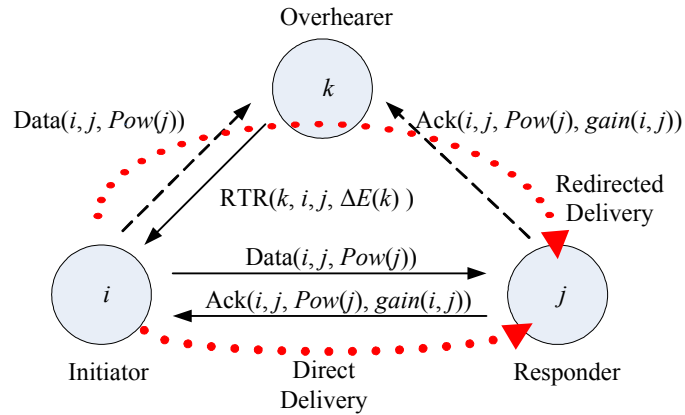 Overhearer
k
Data(i, j, Pow(j))
Ack(i, j, Pow(j), gain(i, j))
RTR(k, i, j, ΔE(k) )
Redirected
Delivery
Data(i, j, Pow(j))
i
j
Ack(i, j, Pow(j), gain(i, j))
Initiator
Direct
Delivery
Responder